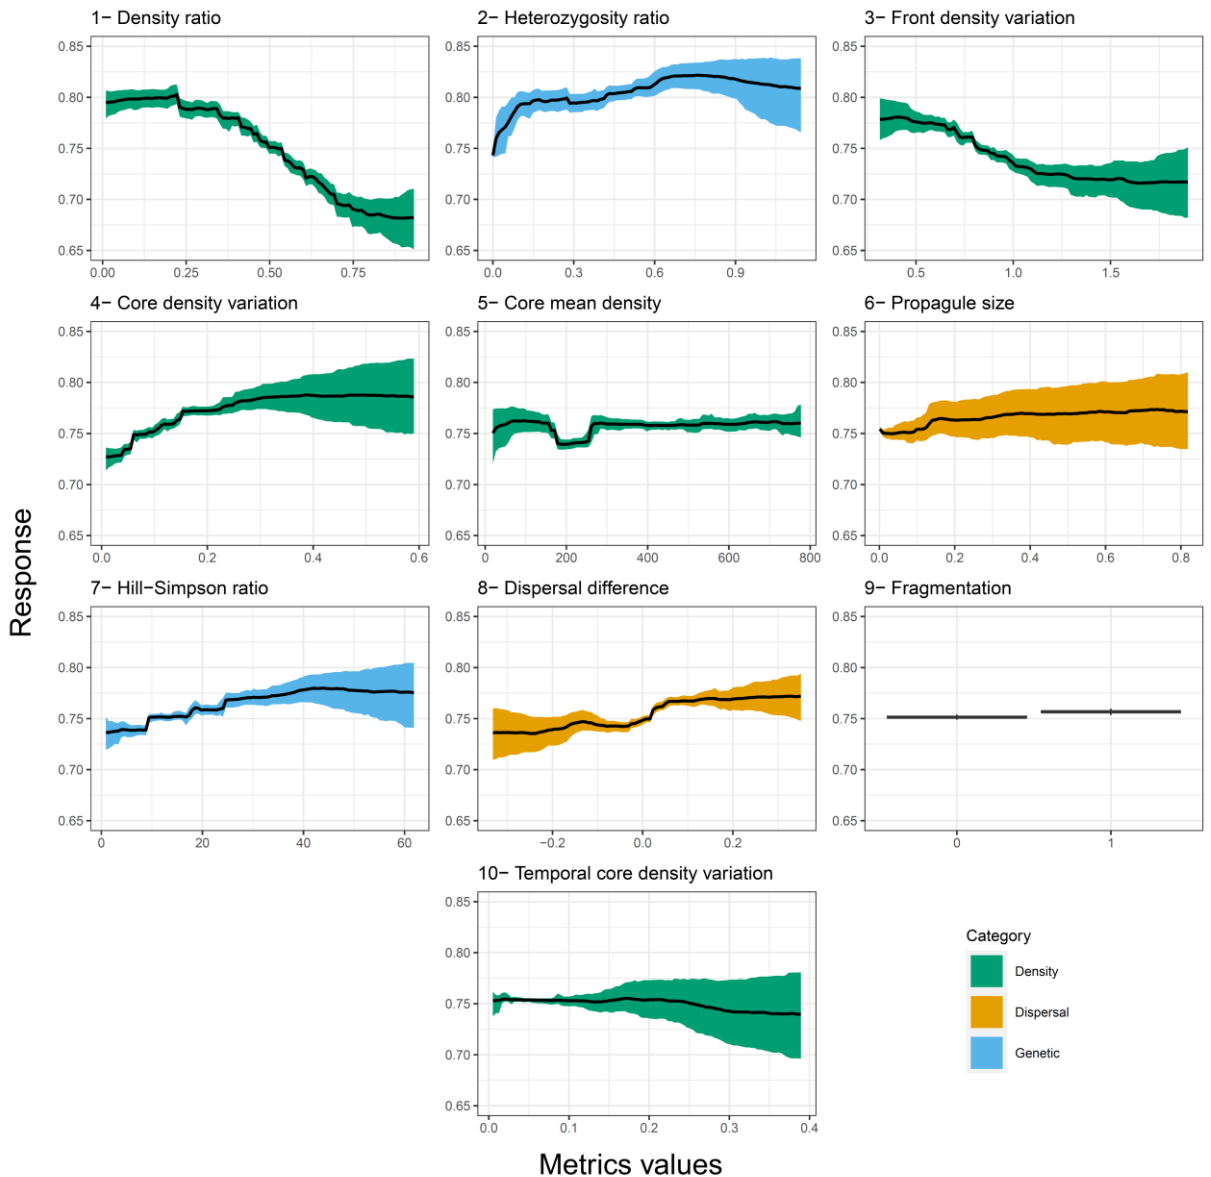 1− Density ratio
2− Heterozygosity ratio
3− Front density variation
0.85
0.80
0.75
0.70
0.65
0.00 0.25 0.50 0.75
0.85
0.80
0.75
0.70
0.65
0.0 0.3 0.6 0.9
0.85
0.80
0.75
0.70
0.65
0.5 1.0 1.5
4− Core density variation
5− Core mean density
6− Propagule size
0.85
0.80
0.75
0.70
0.65
0.0 0.2 0.4 0.6
0.85
0.80
0.75
0.70
0.65
0 200 400 600 800
0.85
0.80
0.75
0.70
0.65
0.0 0.2 0.4 0.6 0.8
Response
7− Hill−Simpson ratio
8− Dispersal difference
9− Fragmentation
0.85
0.80
0.75
0.70
0.65
0 20 40 60
0.85
0.80
0.75
0.70
0.65
−0.2 0.0 0.2
0.85
0.80
0.75
0.70
0.65
0 1
10− Temporal core density variation
0.85
0.80
0.75
0.70
0.65
0.0 0.1 0.2 0.3 0.4
Category
Density
Dispersal
Genetic
Metrics values